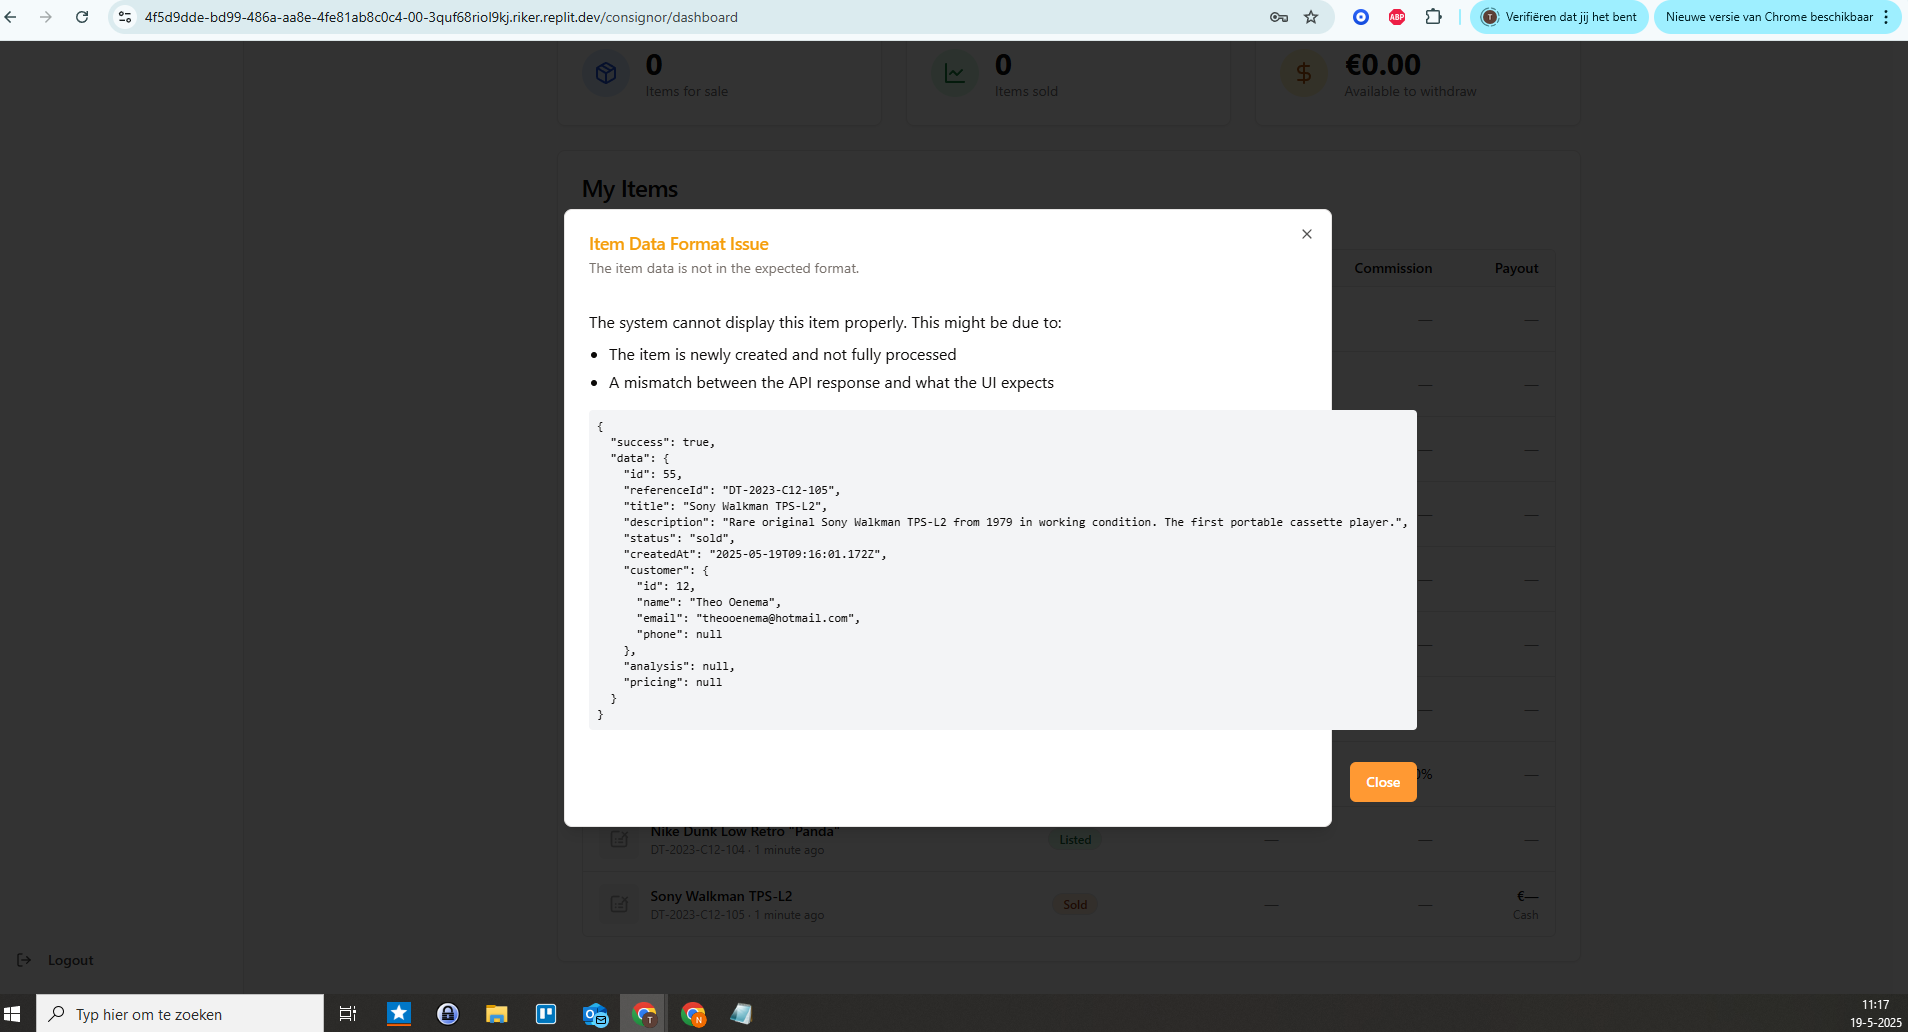 4f5d9dde-bd99-486a-aa8e-4fe81ab8c0c4-00-3quf68riol9kj.riker.replit.dev/consignor/dashboard
ABP
T
Verifiëren dat jij het bent
Nieuwe versie van Chrome beschikbaar
0
Items for sale
0
Items sold
€0.00
Available to withdraw
My Items
Item Data Format Issue
The item data is not in the expected format.
Commission
Payout
The system cannot display this item properly. This might be due to:
• The item is newly created and not fully processed
• A mismatch between the API response and what the UI expects
{
"success": true,
"data": {
"id": 55,
"referenceId": "DT-2023-C12-105",
"title": "Sony Walkman TPS-L2",
"description": "Rare original Sony Walkman TPS-L2 from 1979 in working condition. The first portable cassette player.",
"status": "sold",
"createdAt": "2025-05-19T09:16:01.172Z",
"customer": {
"id": 12,
"name": "Theo Oenema",
"email": "theooenema@hotmail.com",
"phone": null
},
"analysis": null,
"pricing": null
}
}
Close
0%
—
Nike Dunk Low Retro "Panda"
DT-2023-C12-104 · 1 minute ago
Listed
—
—
—
Sony Walkman TPS-L2
DT-2023-C12-105 · 1 minute ago
Sold
—
—
€—
Cash
Logout
Typ hier om te zoeken
11:17
19-5-2025